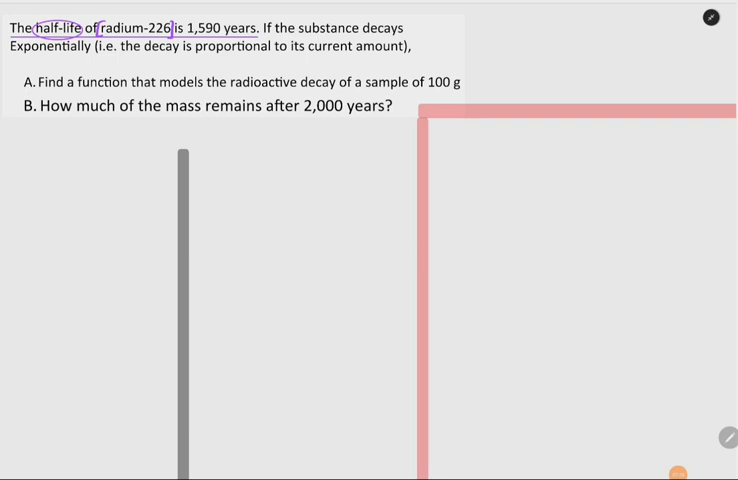 The half-life of radium-226 is 1,590 years. If the substance decays
Exponentially (i.e. the decay is proportional to its current amount),
A. Find a function that models the radioactive decay of a sample of 100 g
B. How much of the mass remains after 2,000 years?